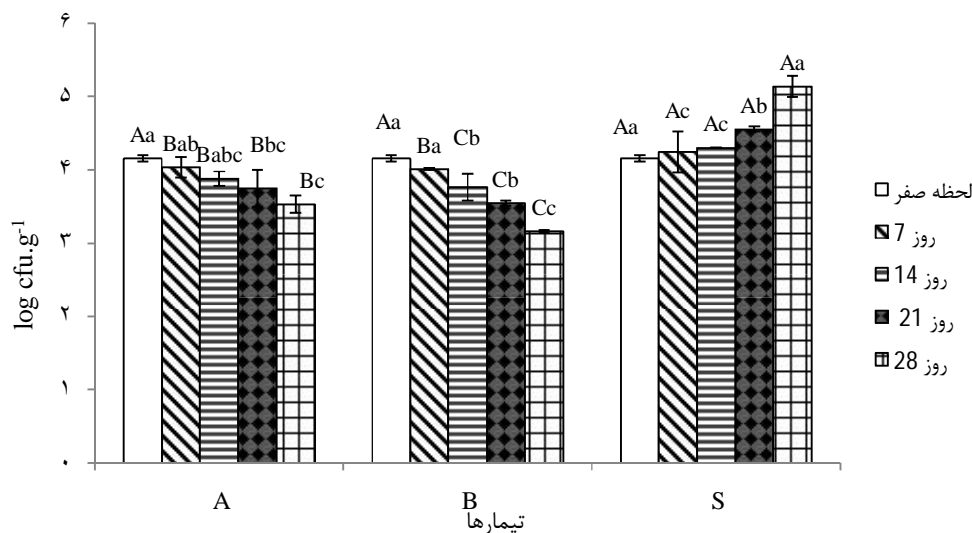 ۶
۵
۴
۳
۲
۱
۰
log cfu.g⁻¹
Aa Bab Babc Bbc Bc
Aa Ba Cb Cb Cc
Aa Ac Ac Ab Aa
A B S
تیمارها
لحظه صفر
روز 7
روز 14
روز 21
روز 28